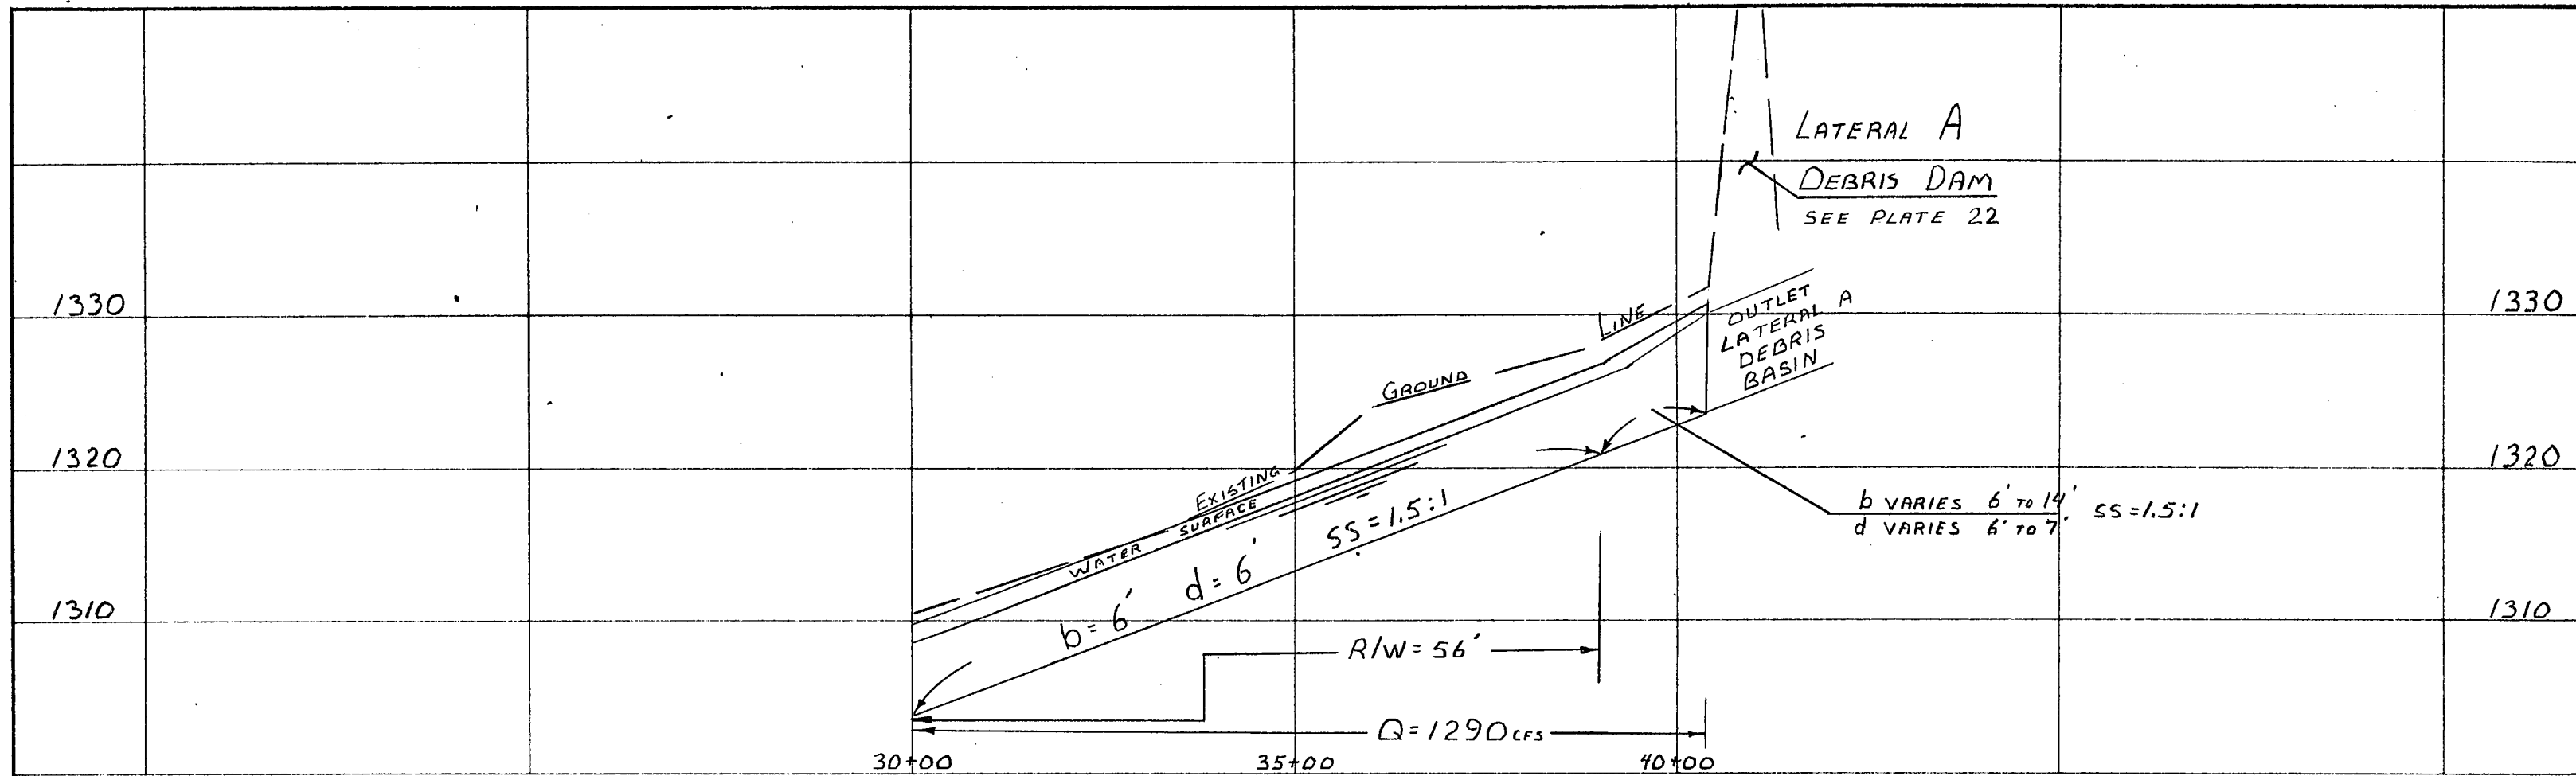 LATERAL A
DEBRIS DAM
SEE PLATE 22
1330
1330
OUTLET
LATERAL A
DEBRIS
BASIN
EXISTING GROUND LINE
1320
1320
WATER SURFACE
b VARIES 6' TO 14' SS=1.5:1
d VARIES 6' TO 7'
b=6' d=6' SS=1.5:1
1310
1310
R/W=56'
Q=1290 CFS
30+00
35+00
40+00